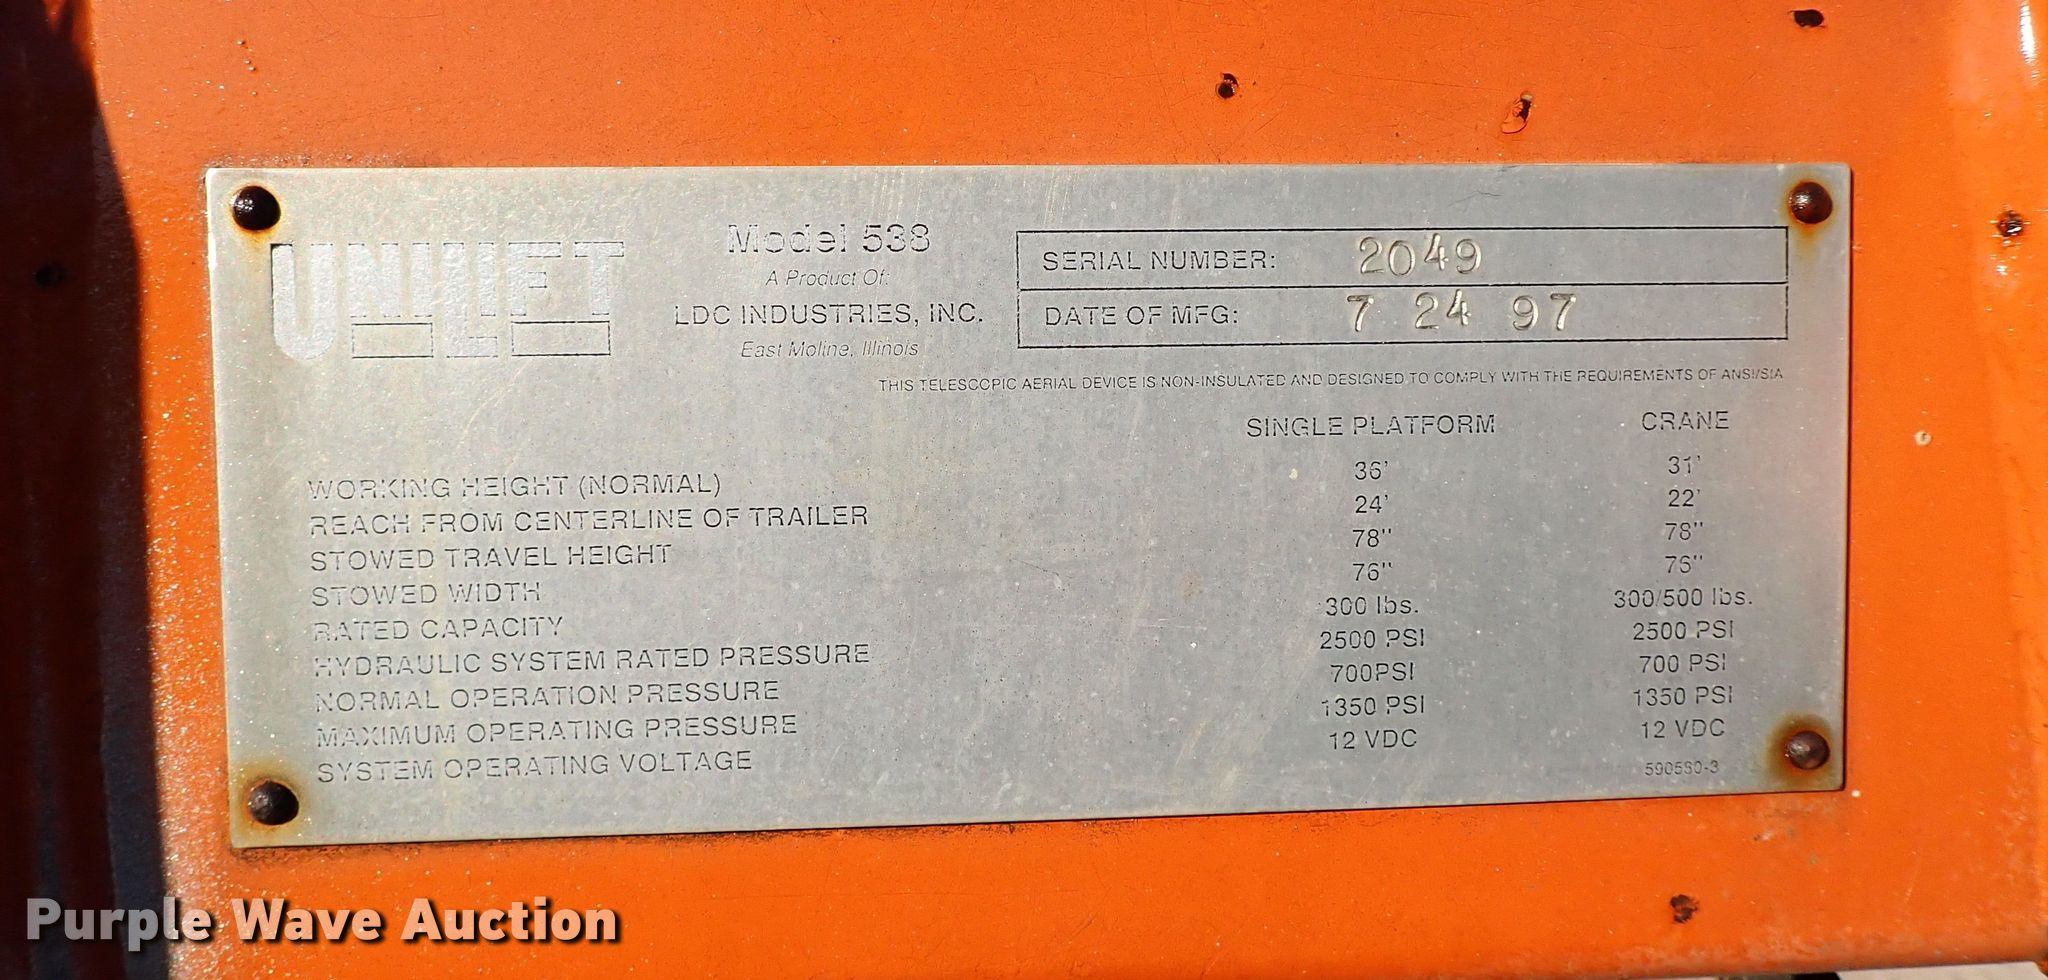 UNILIFT
Model 538
A Product Of:
LDC INDUSTRIES, INC.
East Moline, Illinois
SERIAL NUMBER: 2049
DATE OF MFG: 7 24 97
THIS TELESCOPIC AERIAL DEVICE IS NON-INSULATED AND DESIGNED TO COMPLY WITH THE REQUIREMENTS OF ANSI/SIA
SINGLE PLATFORM CRANE
WORKING HEIGHT (NORMAL) 36' 31'
REACH FROM CENTERLINE OF TRAILER 24' 22'
STOWED TRAVEL HEIGHT 78" 78"
STOWED WIDTH 76" 76"
RATED CAPACITY 300 lbs. 300/500 lbs.
HYDRAULIC SYSTEM RATED PRESSURE 2500 PSI 2500 PSI
NORMAL OPERATION PRESSURE 700PSI 700 PSI
MAXIMUM OPERATING PRESSURE 1350 PSI 1350 PSI
SYSTEM OPERATING VOLTAGE 12 VDC 12 VDC
Purple Wave Auction